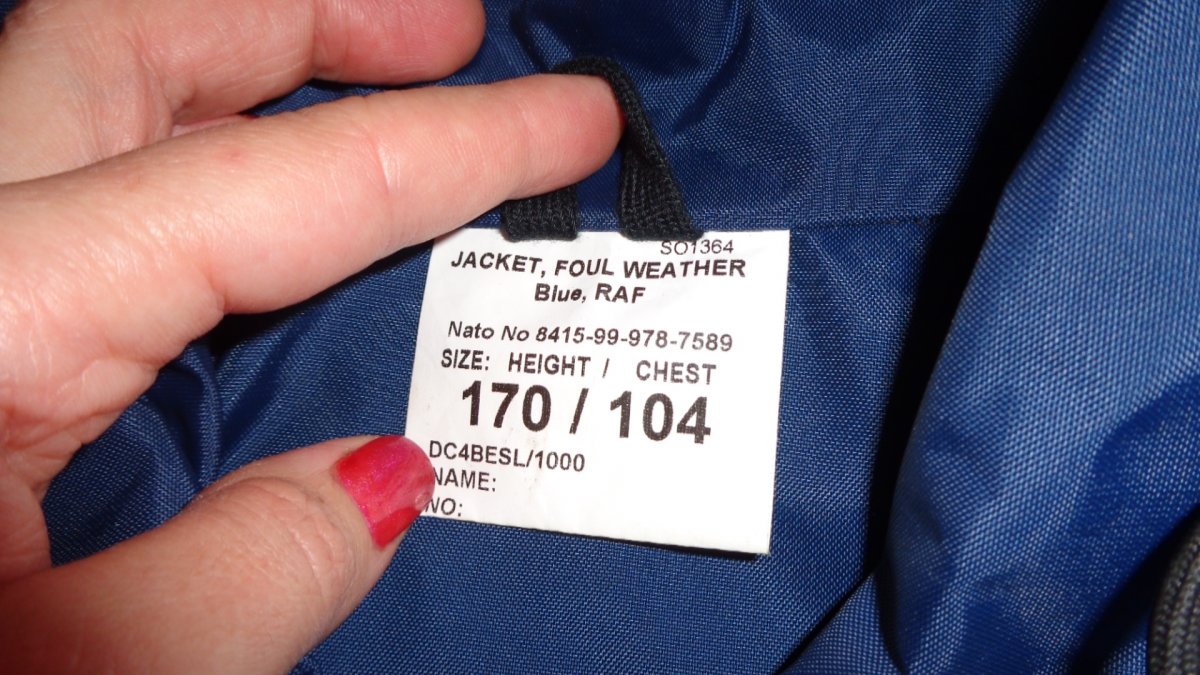 SO1364
JACKET, FOUL WEATHER
Blue, RAF
Nato No 8415-99-978-7589
SIZE: HEIGHT / CHEST
170 / 104
DC4BESL/1000
NAME:
NO: